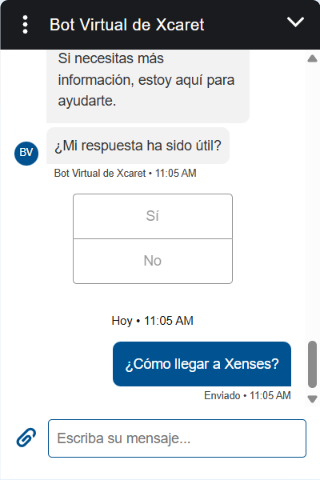 Bot Virtual de Xcaret
Si necesitas más
información, estoy aquí para
ayudarte.
¿Mi respuesta ha sido útil?
BV
Bot Virtual de Xcaret • 11:05 AM
Sí
No
Hoy • 11:05 AM
¿Cómo llegar a Xenses?
Enviado • 11:05 AM
Escriba su mensaje...